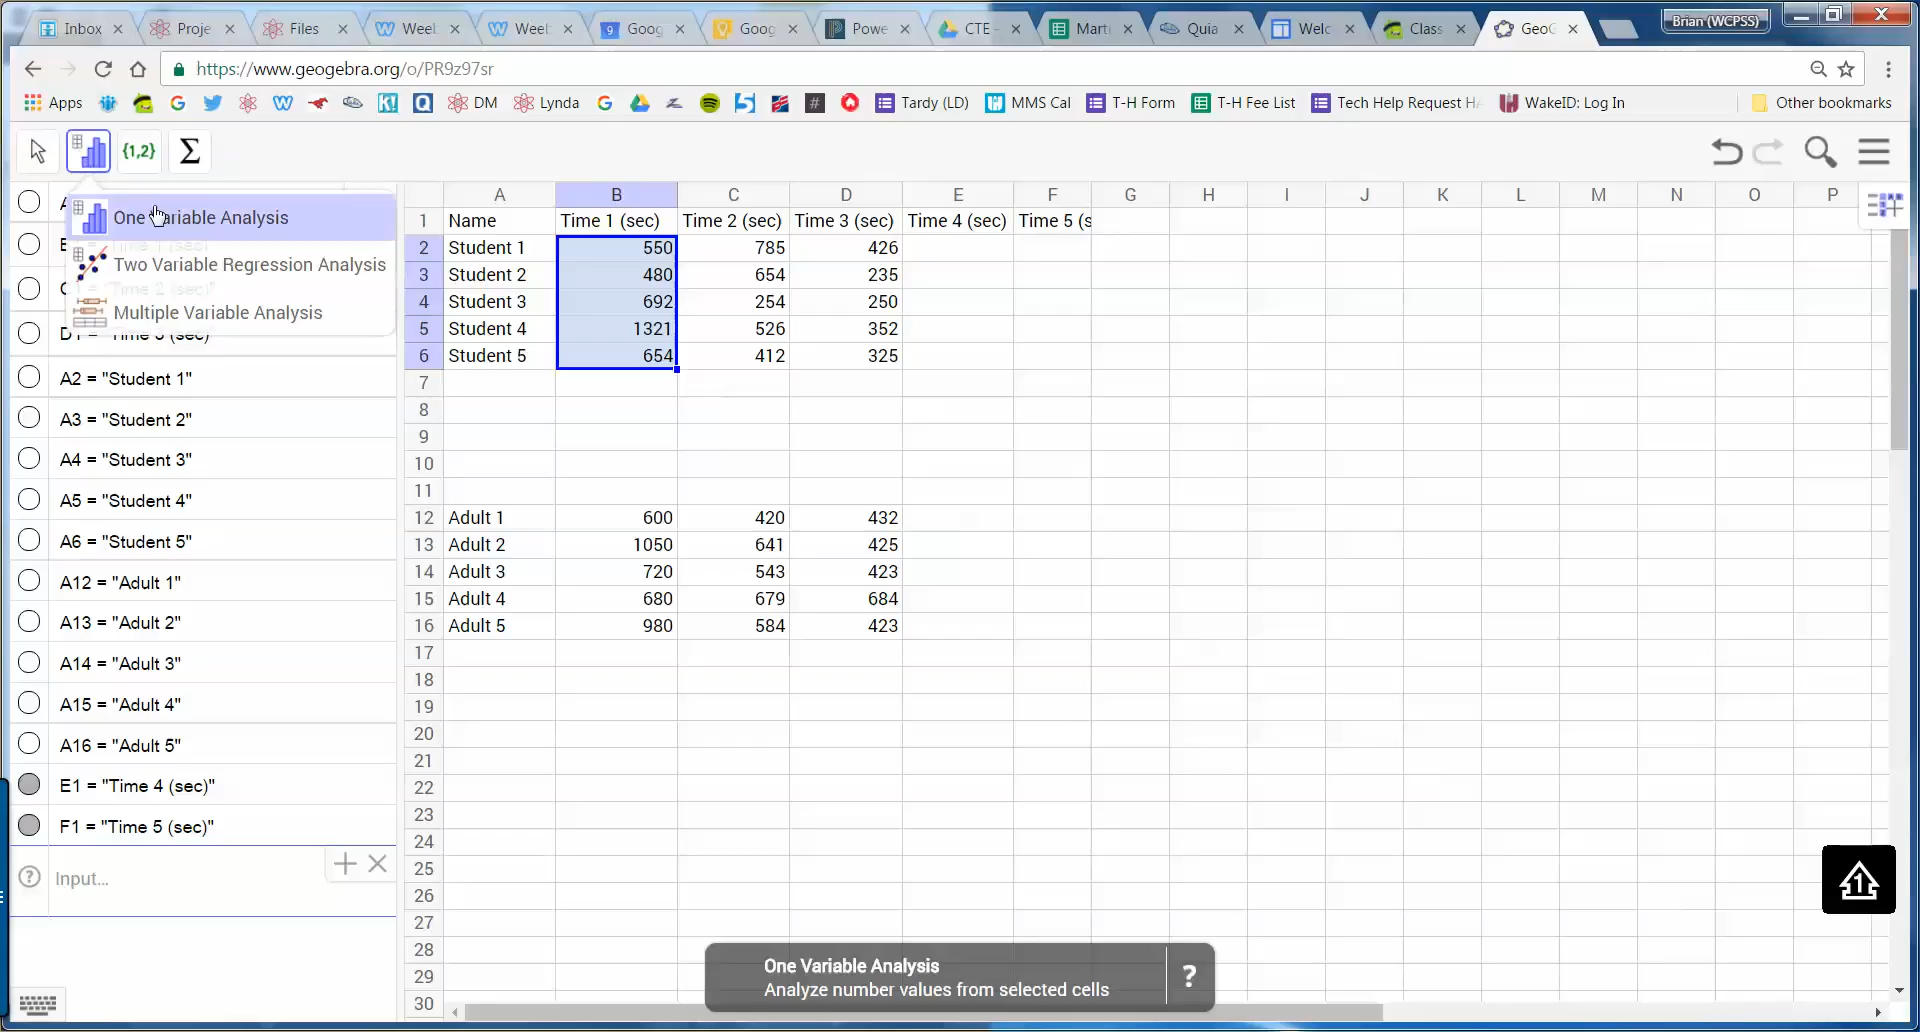 Inbox Proje Files Weel Weel Goog Goog Powe CTE - Marti Quia Welc Class GeoG Brian (WCPSS)
https://www.geogebra.org/o/PR9z97sr
Apps DM Lynda Tardy (LD) MMS Cal T-H Form T-H Fee List Tech Help Request H WakeID: Log In Other bookmarks
{1,2} Σ
One Variable Analysis
Two Variable Regression Analysis
Multiple Variable Analysis
D1 = "Time 3 (sec)"
A2 = "Student 1"
A3 = "Student 2"
A4 = "Student 3"
A5 = "Student 4"
A6 = "Student 5"
A12 = "Adult 1"
A13 = "Adult 2"
A14 = "Adult 3"
A15 = "Adult 4"
A16 = "Adult 5"
E1 = "Time 4 (sec)"
F1 = "Time 5 (sec)"
Input...
A B C D E F G H I J K L M N O P
1 Name Time 1 (sec) Time 2 (sec) Time 3 (sec) Time 4 (sec) Time 5 (s
2 Student 1 550 785 426
3 Student 2 480 654 235
4 Student 3 692 254 250
5 Student 4 1321 526 352
6 Student 5 654 412 325
7
8
9
10
11
12 Adult 1 600 420 432
13 Adult 2 1050 641 425
14 Adult 3 720 543 423
15 Adult 4 680 679 684
16 Adult 5 980 584 423
17
18
19
20
21
22
23
24
25
26
27
28
29
30
One Variable Analysis
Analyze number values from selected cells
?
1